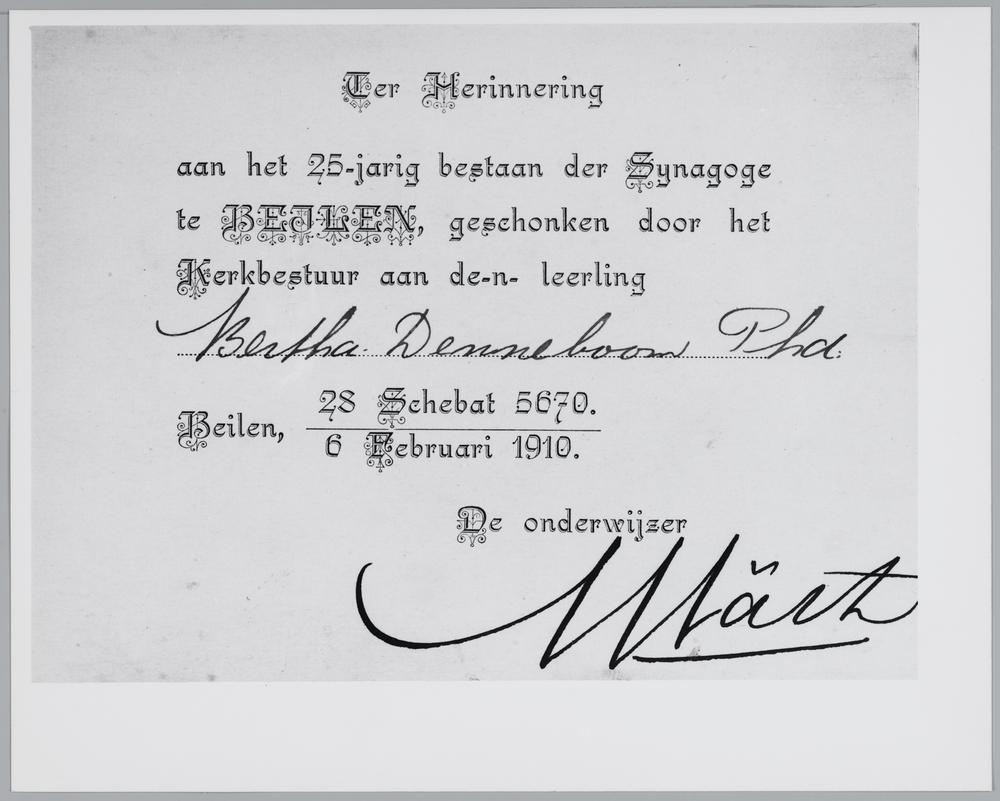 Ter Herinnering
aan het 25-jarig bestaan der Synagoge
te BEJLEN, geschonken door het
Kerkbestuur aan de-n- leerling
Bertha Denneboom Phd.
Beilen, 28 Schebat 5670.
6 Februari 1910.
De onderwijzer